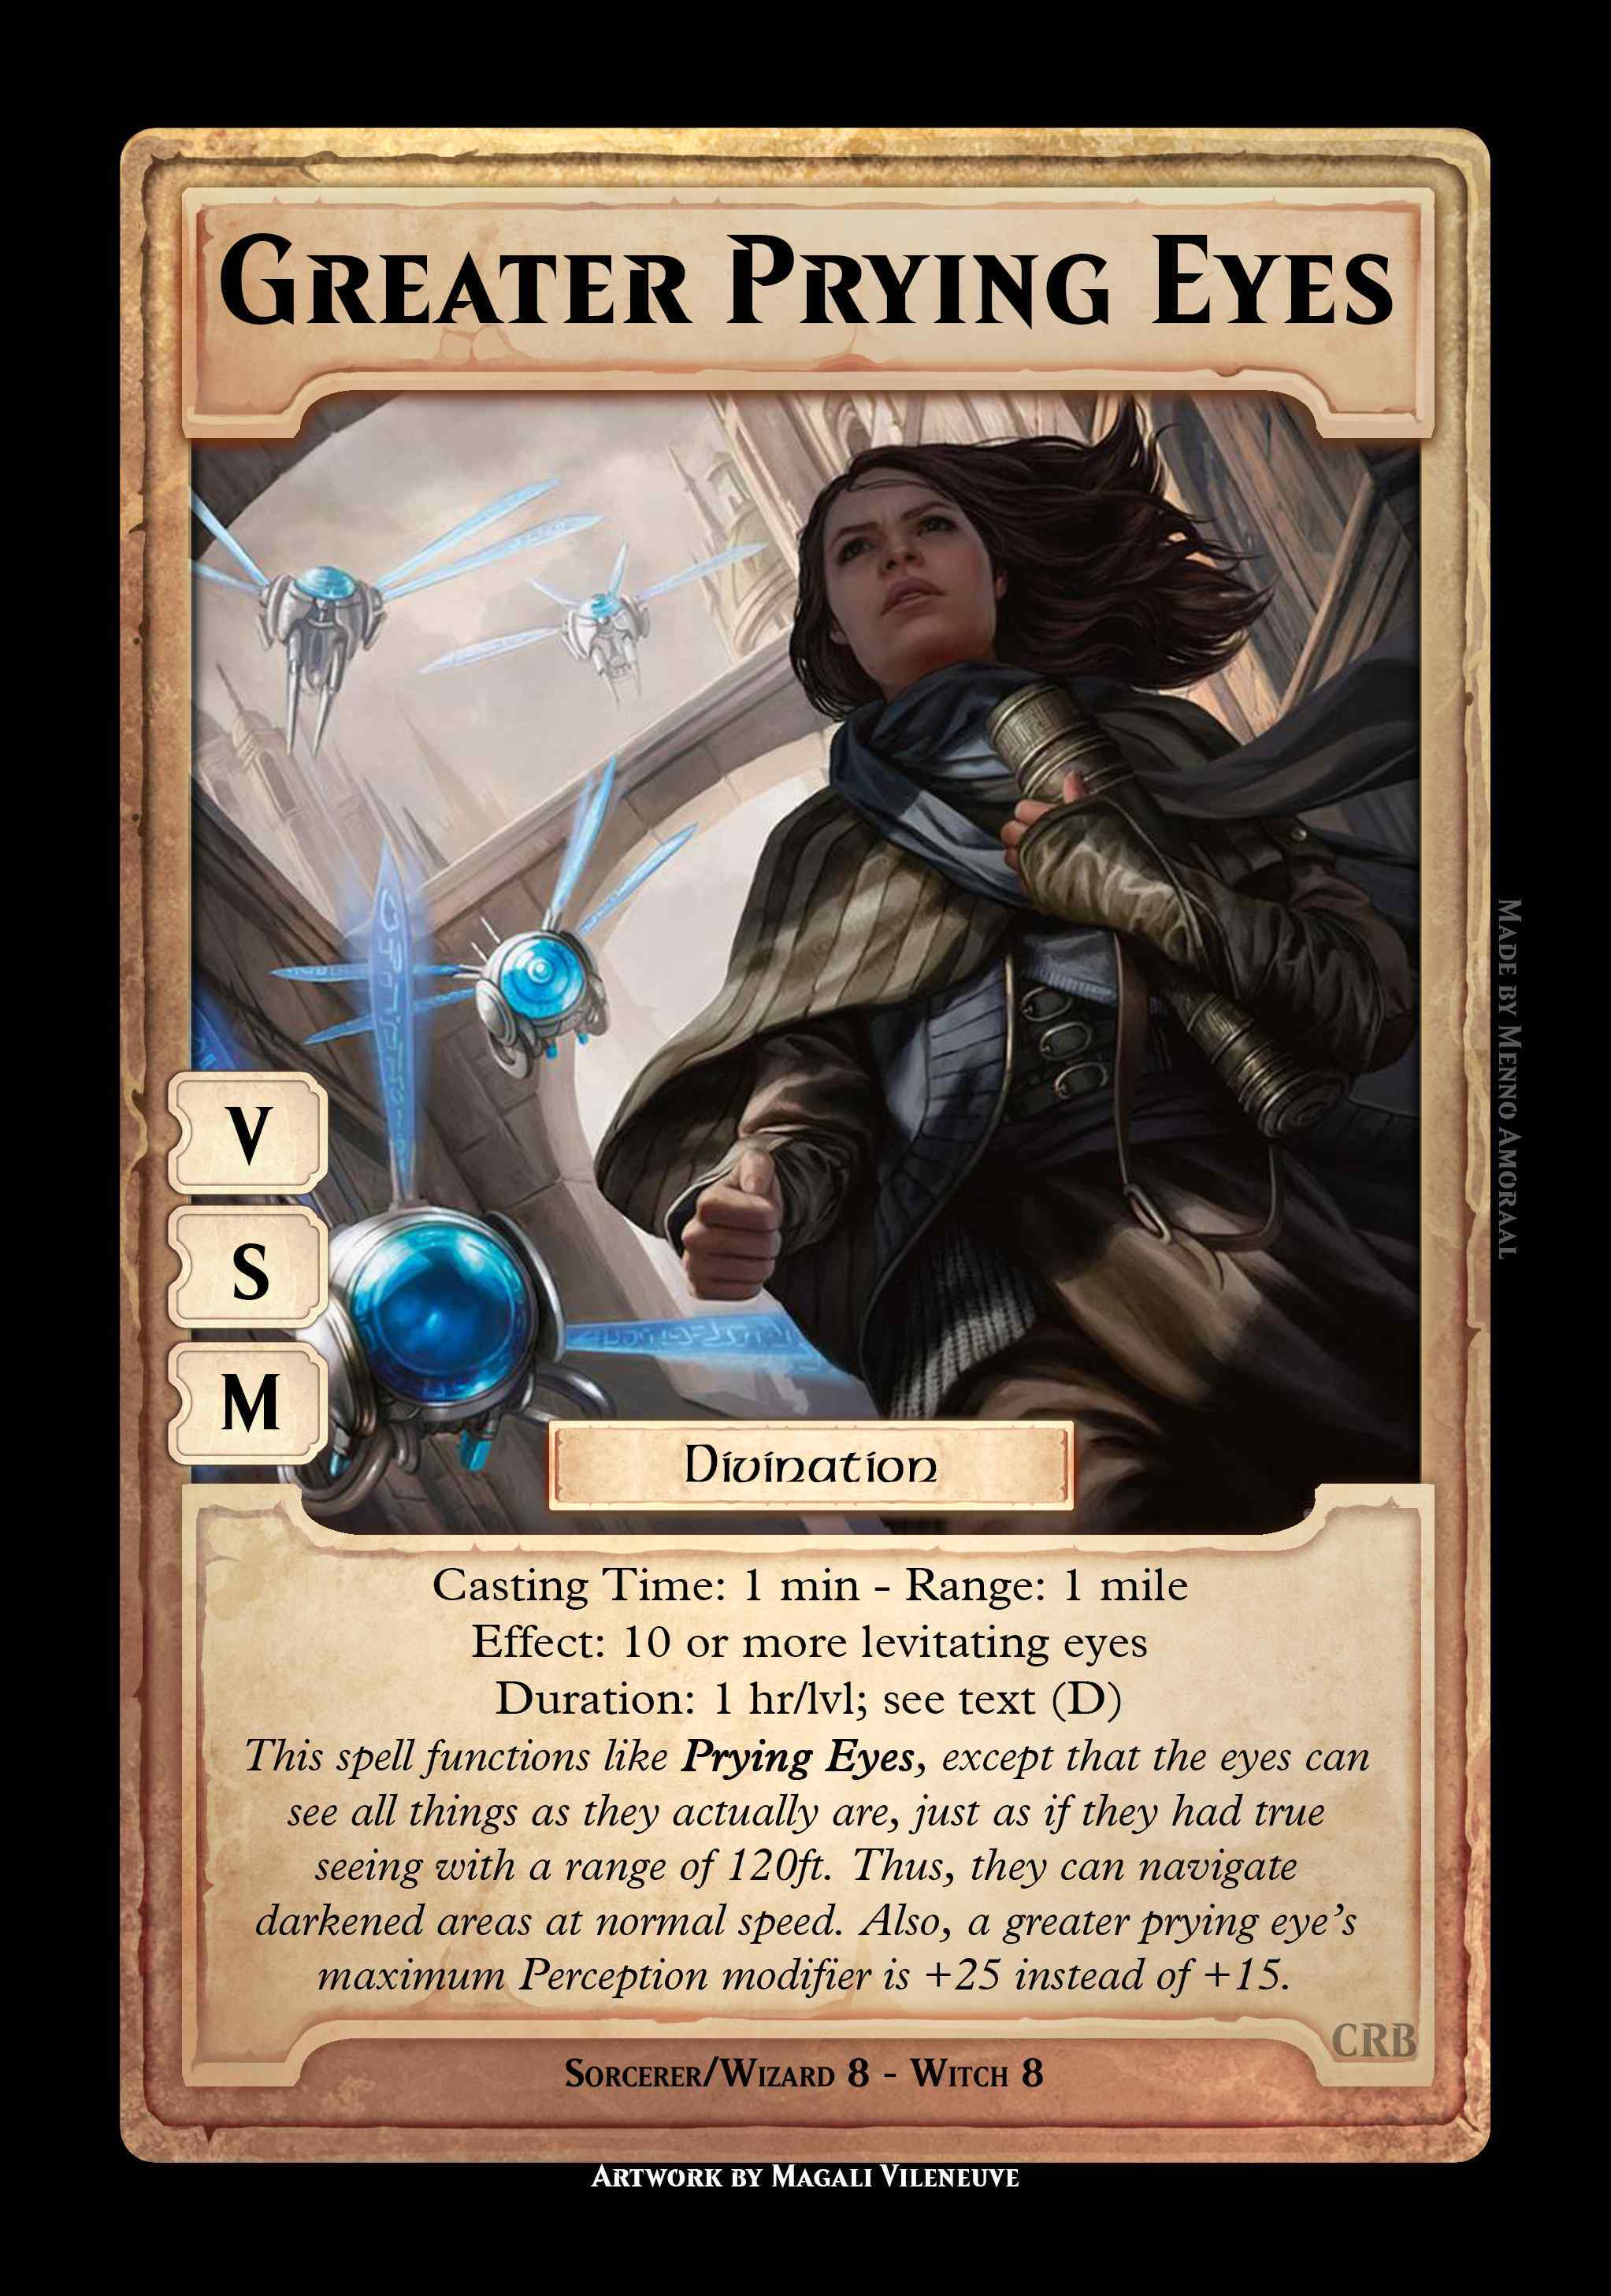 Greater Prying Eyes
V
S
M
Divination
Casting Time: 1 min - Range: 1 mile
Effect: 10 or more levitating eyes
Duration: 1 hr/lvl; see text (D)
This spell functions like Prying Eyes, except that the eyes can
see all things as they actually are, just as if they had true
seeing with a range of 120ft. Thus, they can navigate
darkened areas at normal speed. Also, a greater prying eye's
maximum Perception modifier is +25 instead of +15.
CRB
Sorcerer/Wizard 8 - Witch 8
Artwork by Magali Vileneuve
Made by Menno Amoraal